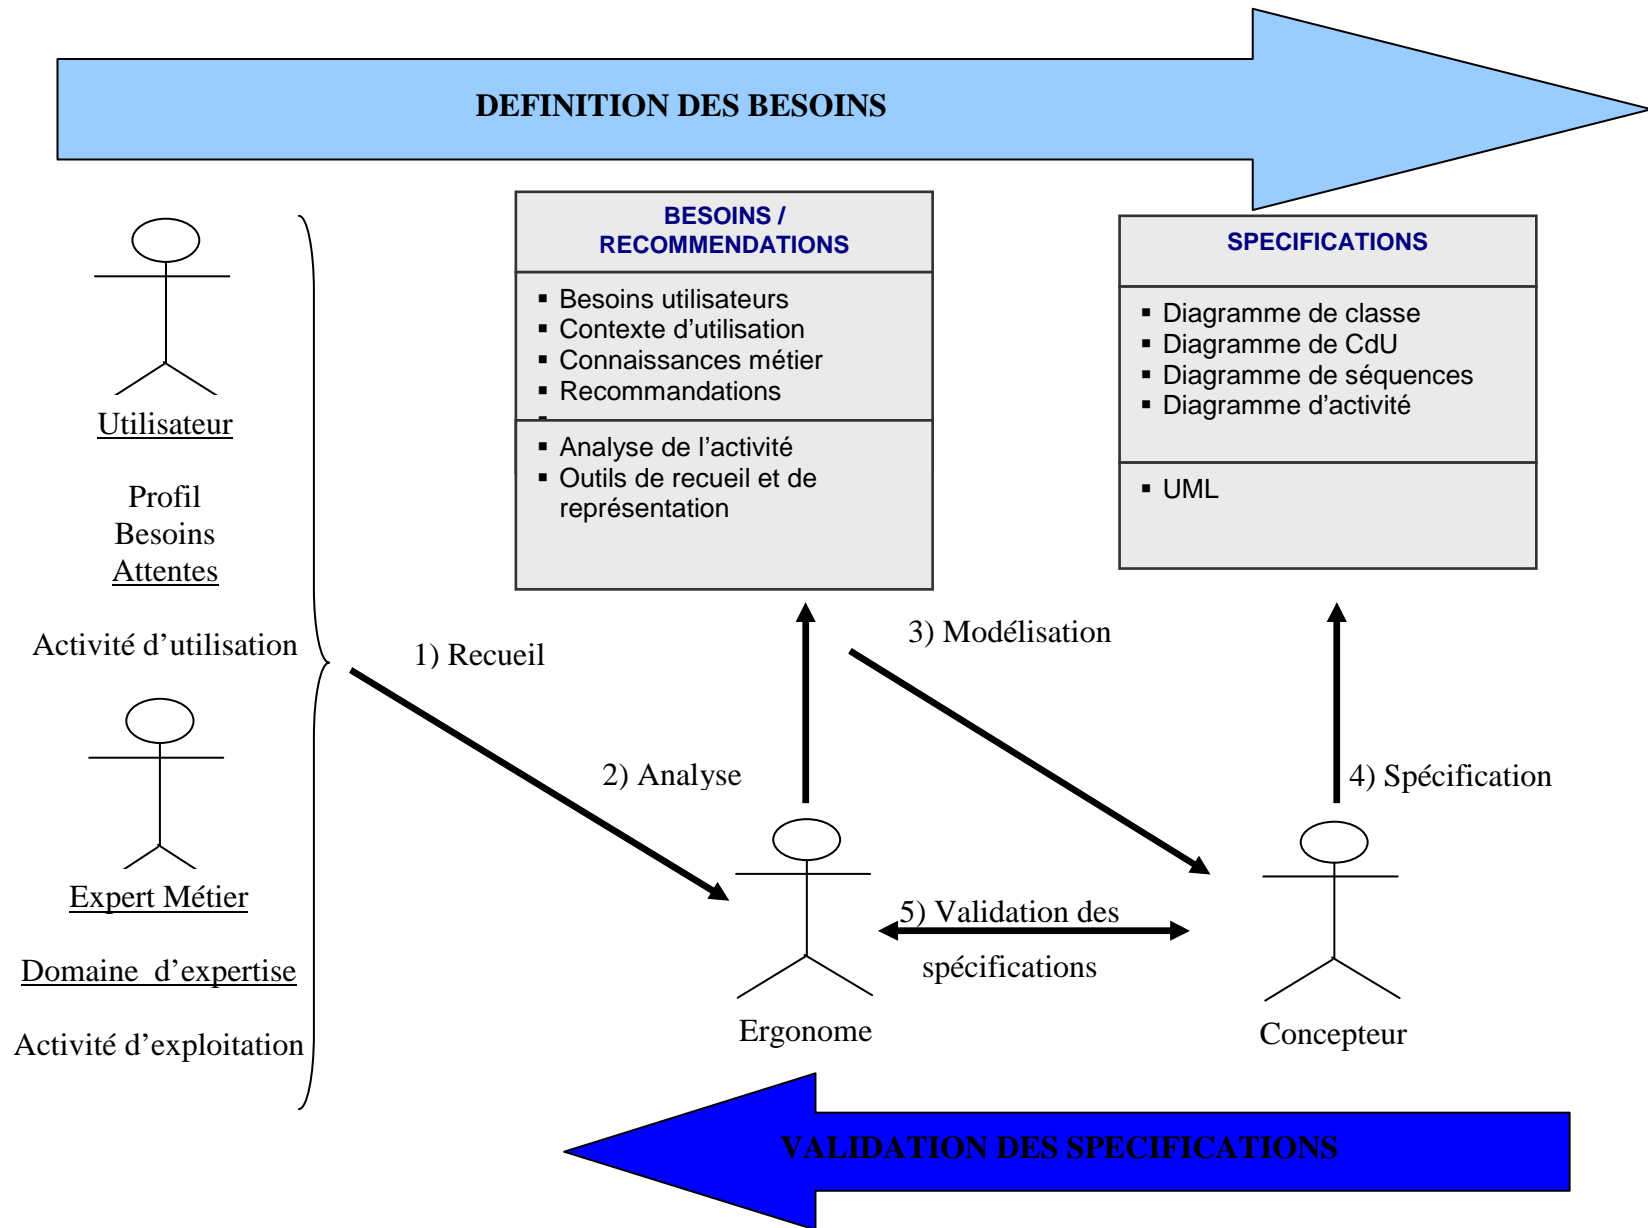 DEFINITION DES BESOINS
Utilisateur
Profil
Besoins
Attentes
Activité d’utilisation
Expert Métier
Domaine d’expertise
Activité d’exploitation
BESOINS /
RECOMMENDATIONS
▪ Besoins utilisateurs
▪ Contexte d’utilisation
▪ Connaissances métier
▪ Recommandations
▪ Analyse de l’activité
▪ Outils de recueil et de
représentation
SPECIFICATIONS
▪ Diagramme de classe
▪ Diagramme de CdU
▪ Diagramme de séquences
▪ Diagramme d’activité
▪ UML
1) Recueil
2) Analyse
3) Modélisation
4) Spécification
5) Validation des
spécifications
Ergonome
Concepteur
VALIDATION DES SPECIFICATIONS